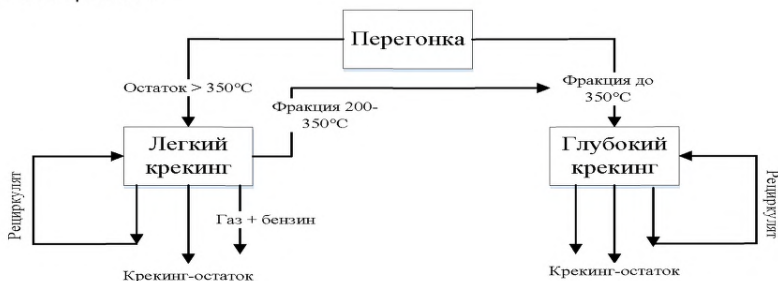 Перегонка
Остаток > 350°С
Фракция 200-
350°С
Фракция до
350°С
Легкий
крекинг
Глубокий
крекинг
Рециркулят
Рециркулят
Газ + бензин
Крекинг-остаток
Крекинг-остаток